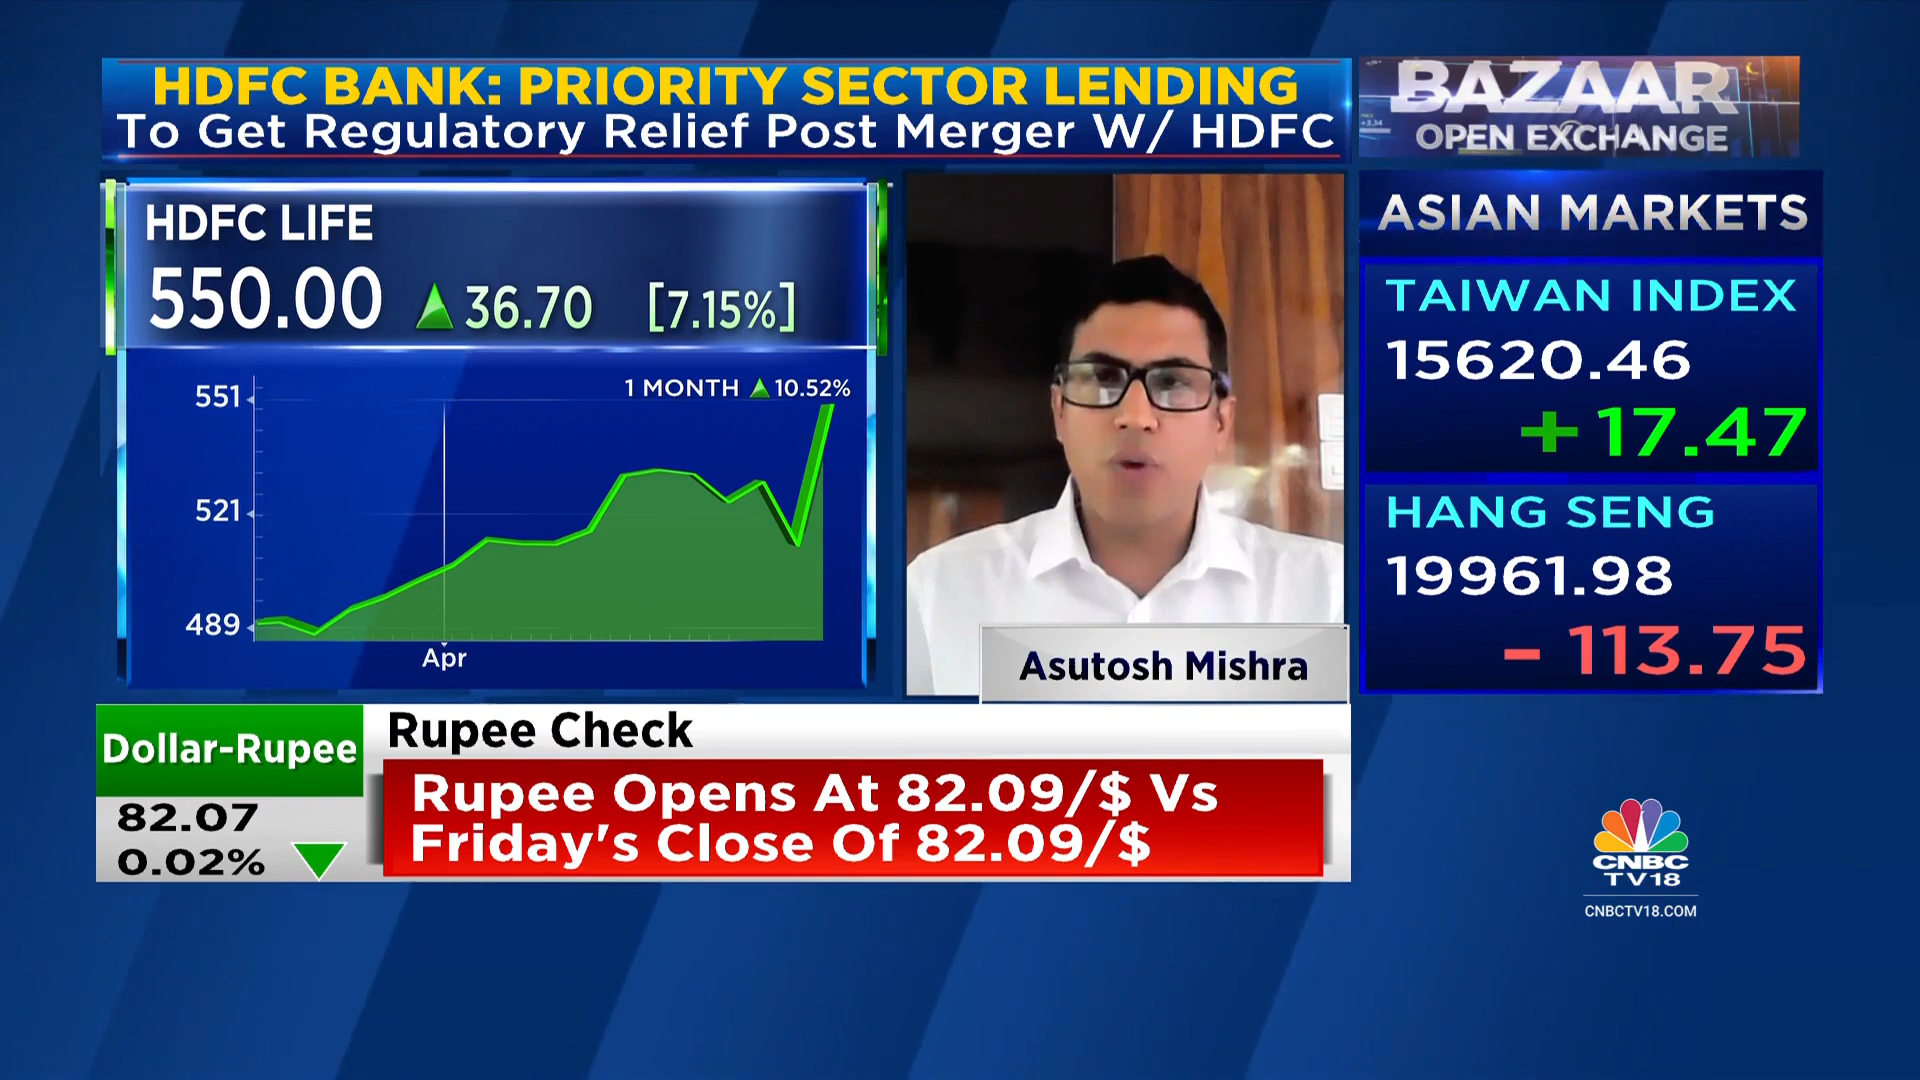 HDFC BANK: PRIORITY SECTOR LENDING
To Get Regulatory Relief Post Merger W/ HDFC
BAZAAR
OPEN EXCHANGE
HDFC LIFE
550.00 ▲ 36.70 [7.15%]
1 MONTH ▲ 10.52%
551
521
489
Apr
Asutosh Mishra
ASIAN MARKETS
TAIWAN INDEX
15620.46
+ 17.47
HANG SENG
19961.98
- 113.75
Dollar-Rupee
82.07
0.02% ▼
Rupee Check
Rupee Opens At 82.09/$ Vs
Friday's Close Of 82.09/$
CNBC
TV18
CNBCTV18.COM